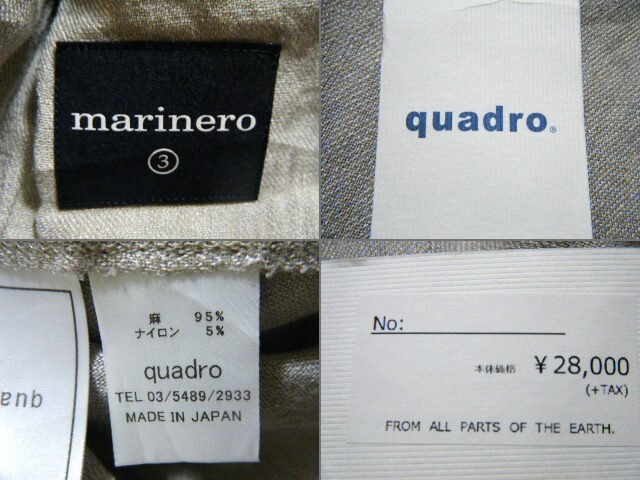 marinero
3
quadro®
麻 95%
ナイロン 5%
quadro
TEL 03/5489/2933
MADE IN JAPAN
quad
No:
本体価格 ¥28,000
(+TAX)
FROM ALL PARTS OF THE EARTH.